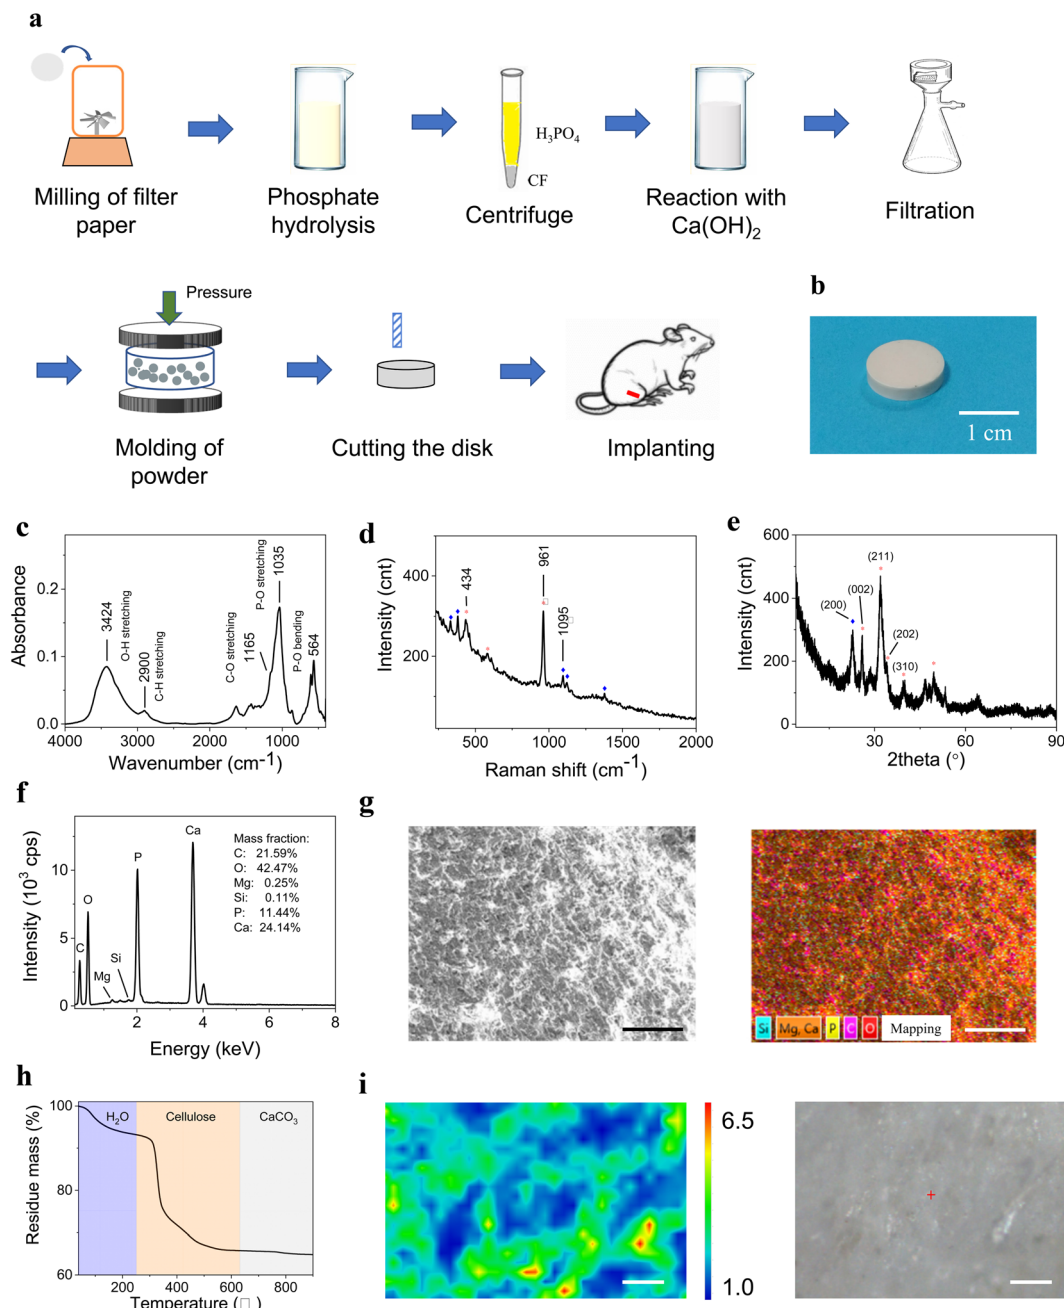 a
H₃PO₄
CF
Milling of filter
paper
Phosphate
hydrolysis
Centrifuge
Reaction with
Ca(OH)₂
Filtration
Pressure
Molding of
powder
Cutting the disk
Implanting
b
1 cm
c
Absorbance
0.2
0.1
0.0
4000
3000
2000
1000
Wavenumber (cm⁻¹)
3424
O-H stretching
2900
C-H stretching
C-O stretching
1165
P-O stretching
1035
P-O bending
564
d
Intensity (cnt)
400
200
500
1000
1500
2000
Raman shift (cm⁻¹)
434
961
1095
e
Intensity (cnt)
600
400
200
0
30
60
90
2theta (°)
(200)
(002)
(211)
(202)
(310)
f
Intensity (10³ cps)
10
5
0
2
4
6
8
Energy (keV)
C
O
Mg
Si
P
Ca
Mass fraction:
C: 21.59%
O: 42.47%
Mg: 0.25%
Si: 0.11%
P: 11.44%
Ca: 24.14%
g
Si
Mg, Ca
P
C
O
Mapping
h
Residue mass (%)
100
80
60
200
400
600
800
Temperature (□)
H₂O
Cellulose
CaCO₃
i
6.5
1.0